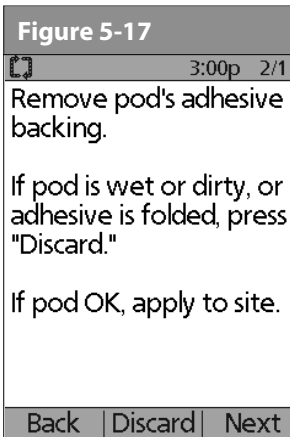 Figure 5-17
3:00p 2/1
Remove pod's adhesive
backing.
If pod is wet or dirty, or
adhesive is folded, press
"Discard."
If pod OK, apply to site.
Back | Discard | Next